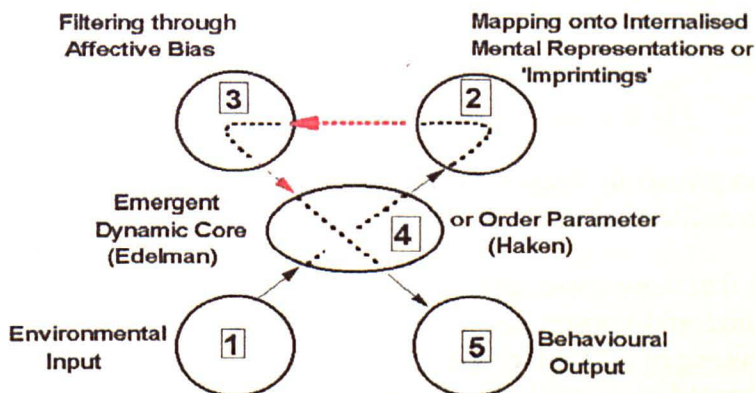 Filtering through
Affective Bias
Mapping onto Internalised
Mental Representations or
'Imprintings'
3
2
Emergent
Dynamic Core
(Edelman)
4
or Order Parameter
(Haken)
Environmental
Input
1
5
Behavioural
Output